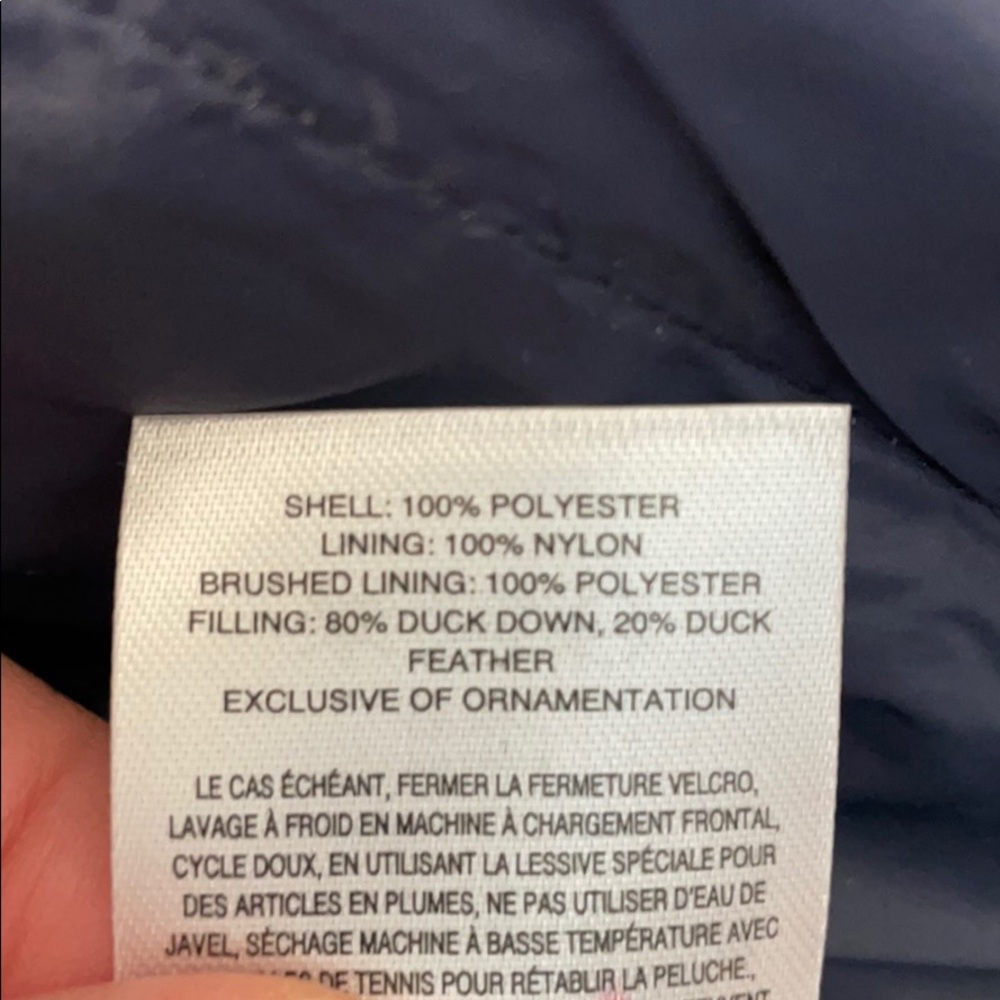 SHELL: 100% POLYESTER
LINING: 100% NYLON
BRUSHED LINING: 100% POLYESTER
FILLING: 80% DUCK DOWN, 20% DUCK
FEATHER
EXCLUSIVE OF ORNAMENTATION
LE CAS ÉCHÉANT, FERMER LA FERMETURE VELCRO,
LAVAGE À FROID EN MACHINE À CHARGEMENT FRONTAL,
CYCLE DOUX, EN UTILISANT LA LESSIVE SPÉCIALE POUR
DES ARTICLES EN PLUMES, NE PAS UTILISER D'EAU DE
JAVEL, SÉCHAGE MACHINE À BASSE TEMPÉRATURE AVEC
DE TENNIS POUR RÉTABLIR LA PELUCHE.,